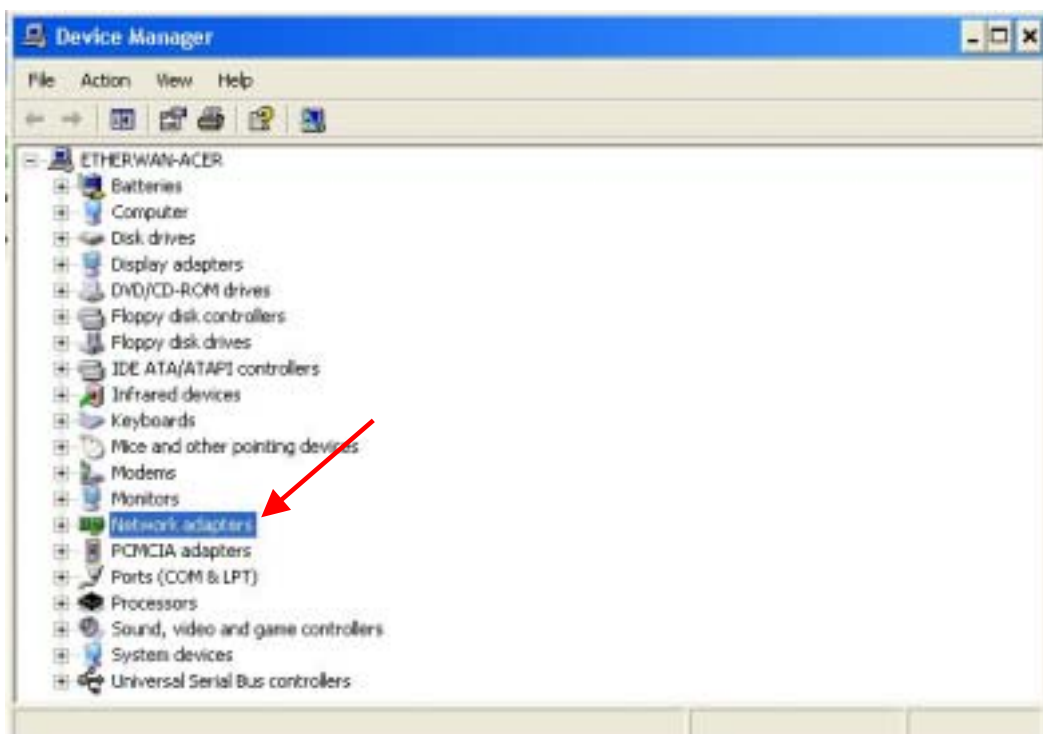 Device Manager
File Action View Help
ETHERWAN-ACER
Batteries
Computer
Disk drives
Display adapters
DVD/CD-ROM drives
Floppy disk controllers
Floppy disk drives
IDE ATA/ATAPI controllers
Infrared devices
Keyboards
Mice and other pointing devices
Modems
Monitors
Network adapters
PCMCIA adapters
Ports (COM & LPT)
Processors
Sound, video and game controllers
System devices
Universal Serial Bus controllers